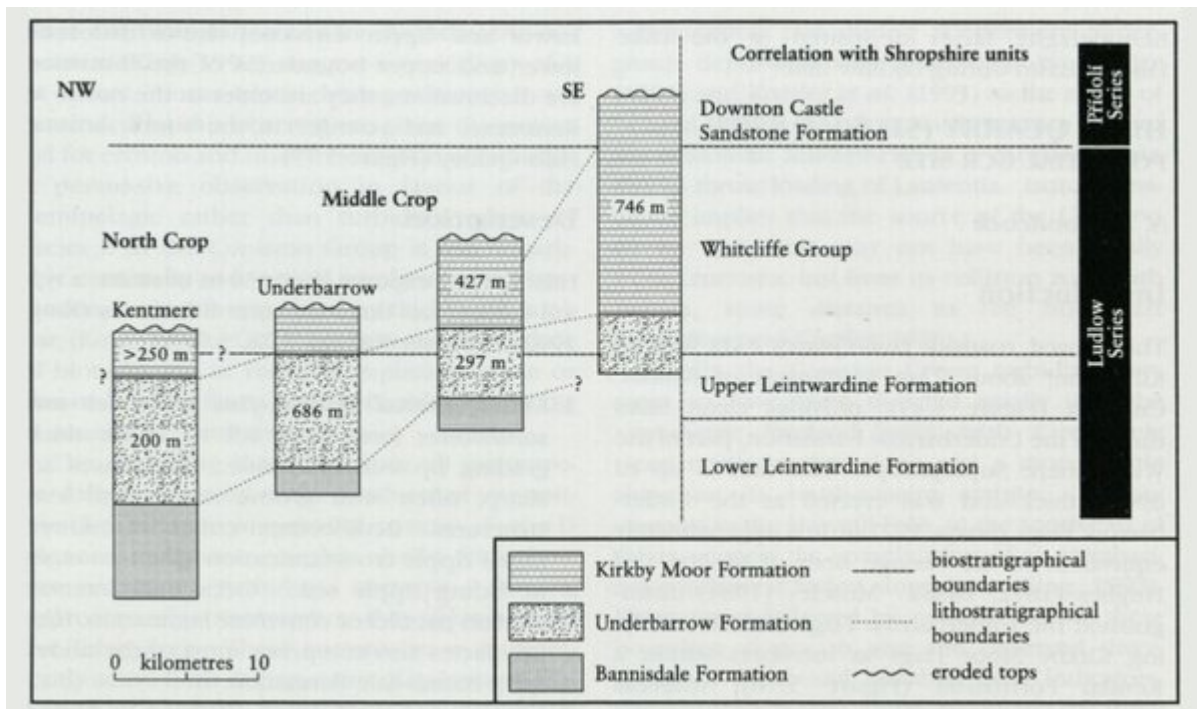 Correlation with Shropshire units
NW
SE
Downton Castle
Sandstone Formation
Přídolí
Series
Middle Crop
746 m
North Crop
Whitcliffe Group
Underbarrow
427 m
Ludlow
Series
Kentmere
>250 m
?
297 m
?
?
Upper Leintwardine Formation
686 m
200 m
Lower Leintwardine Formation
Kirkby Moor Formation
biostratigraphical
boundaries
Underbarrow Formation
lithostratigraphical
boundaries
0 kilometres 10
Bannisdale Formation
eroded tops